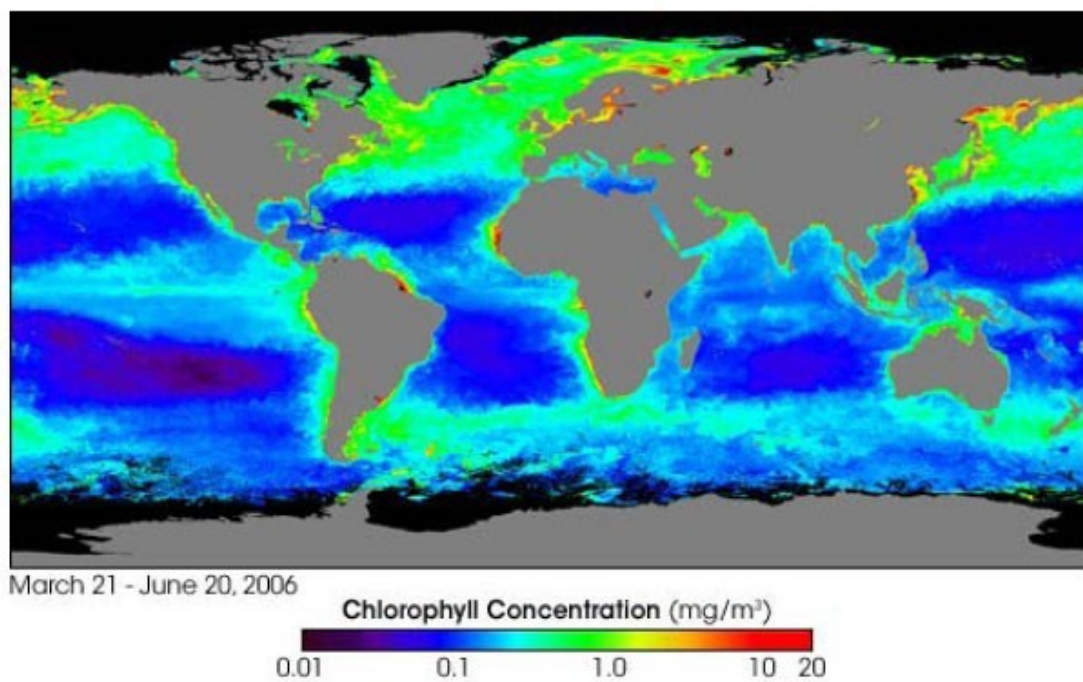 March 21 - June 20, 2006
Chlorophyll Concentration (mg/m³)
0.01 0.1 1.0 10 20